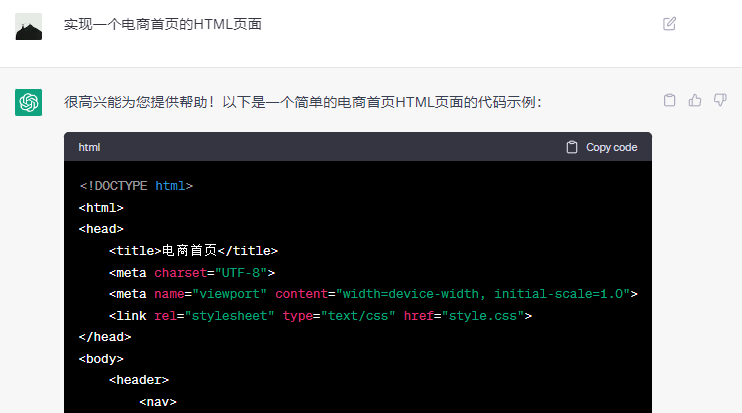 实现一个电商首页的HTML页面
很高兴能为您提供帮助！以下是一个简单的电商首页HTML页面的代码示例：
html Copy code
<!DOCTYPE html>
<html>
<head>
    <title>电商首页</title>
    <meta charset="UTF-8">
    <meta name="viewport" content="width=device-width, initial-scale=1.0">
    <link rel="stylesheet" type="text/css" href="style.css">
</head>
<body>
    <header>
        <nav>